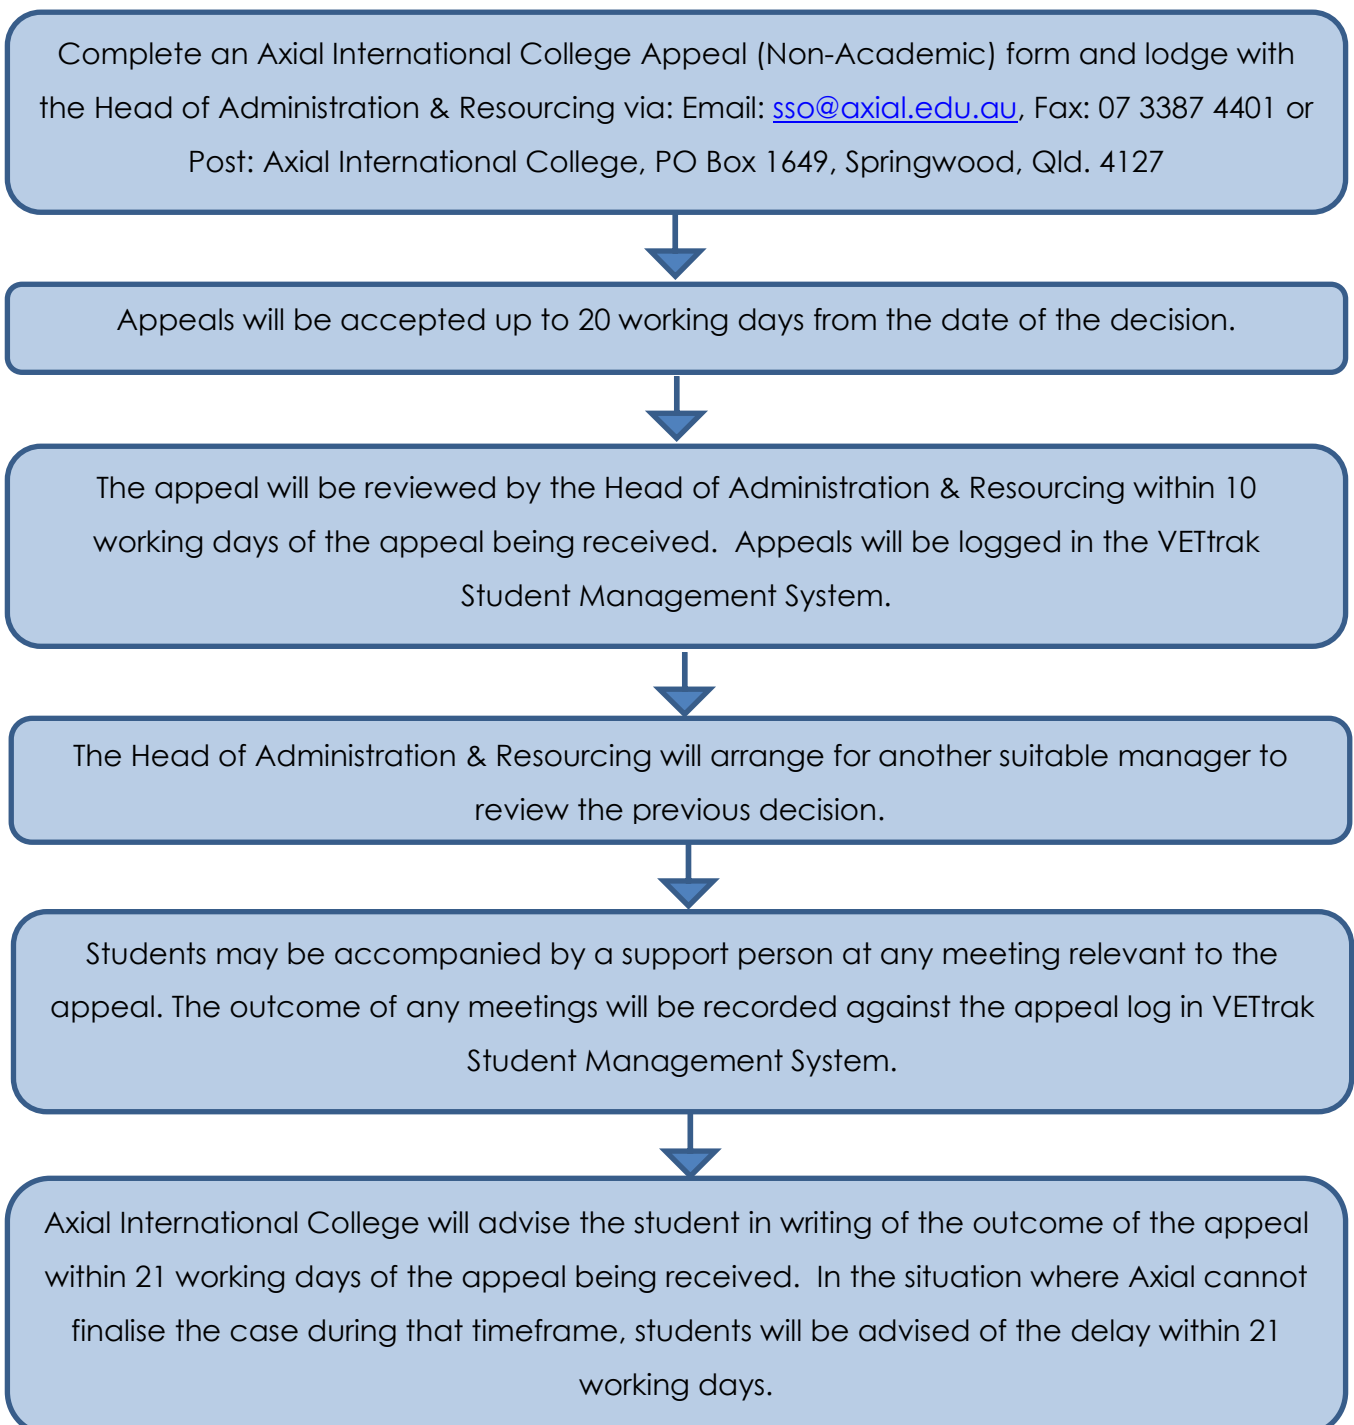 Complete an Axial International College Appeal (Non-Academic) form and lodge with
the Head of Administration & Resourcing via: Email: sso@axial.edu.au, Fax: 07 3387 4401 or
Post: Axial International College, PO Box 1649, Springwood, Qld. 4127
Appeals will be accepted up to 20 working days from the date of the decision.
The appeal will be reviewed by the Head of Administration & Resourcing within 10
working days of the appeal being received.  Appeals will be logged in the VETtrak
Student Management System.
The Head of Administration & Resourcing will arrange for another suitable manager to
review the previous decision.
Students may be accompanied by a support person at any meeting relevant to the
appeal. The outcome of any meetings will be recorded against the appeal log in VETtrak
Student Management System.
Axial International College will advise the student in writing of the outcome of the appeal
within 21 working days of the appeal being received.  In the situation where Axial cannot
finalise the case during that timeframe, students will be advised of the delay within 21
working days.